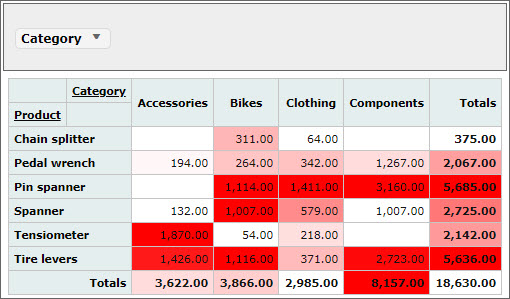 Category
Category
Product Accessories Bikes Clothing Components Totals
Chain splitter 311.00 64.00 375.00
Pedal wrench 194.00 264.00 342.00 1,267.00 2,067.00
Pin spanner 1,114.00 1,411.00 3,160.00 5,685.00
Spanner 132.00 1,007.00 579.00 1,007.00 2,725.00
Tensiometer 1,870.00 54.00 218.00 2,142.00
Tire levers 1,426.00 1,116.00 371.00 2,723.00 5,636.00
Totals 3,622.00 3,866.00 2,985.00 8,157.00 18,630.00